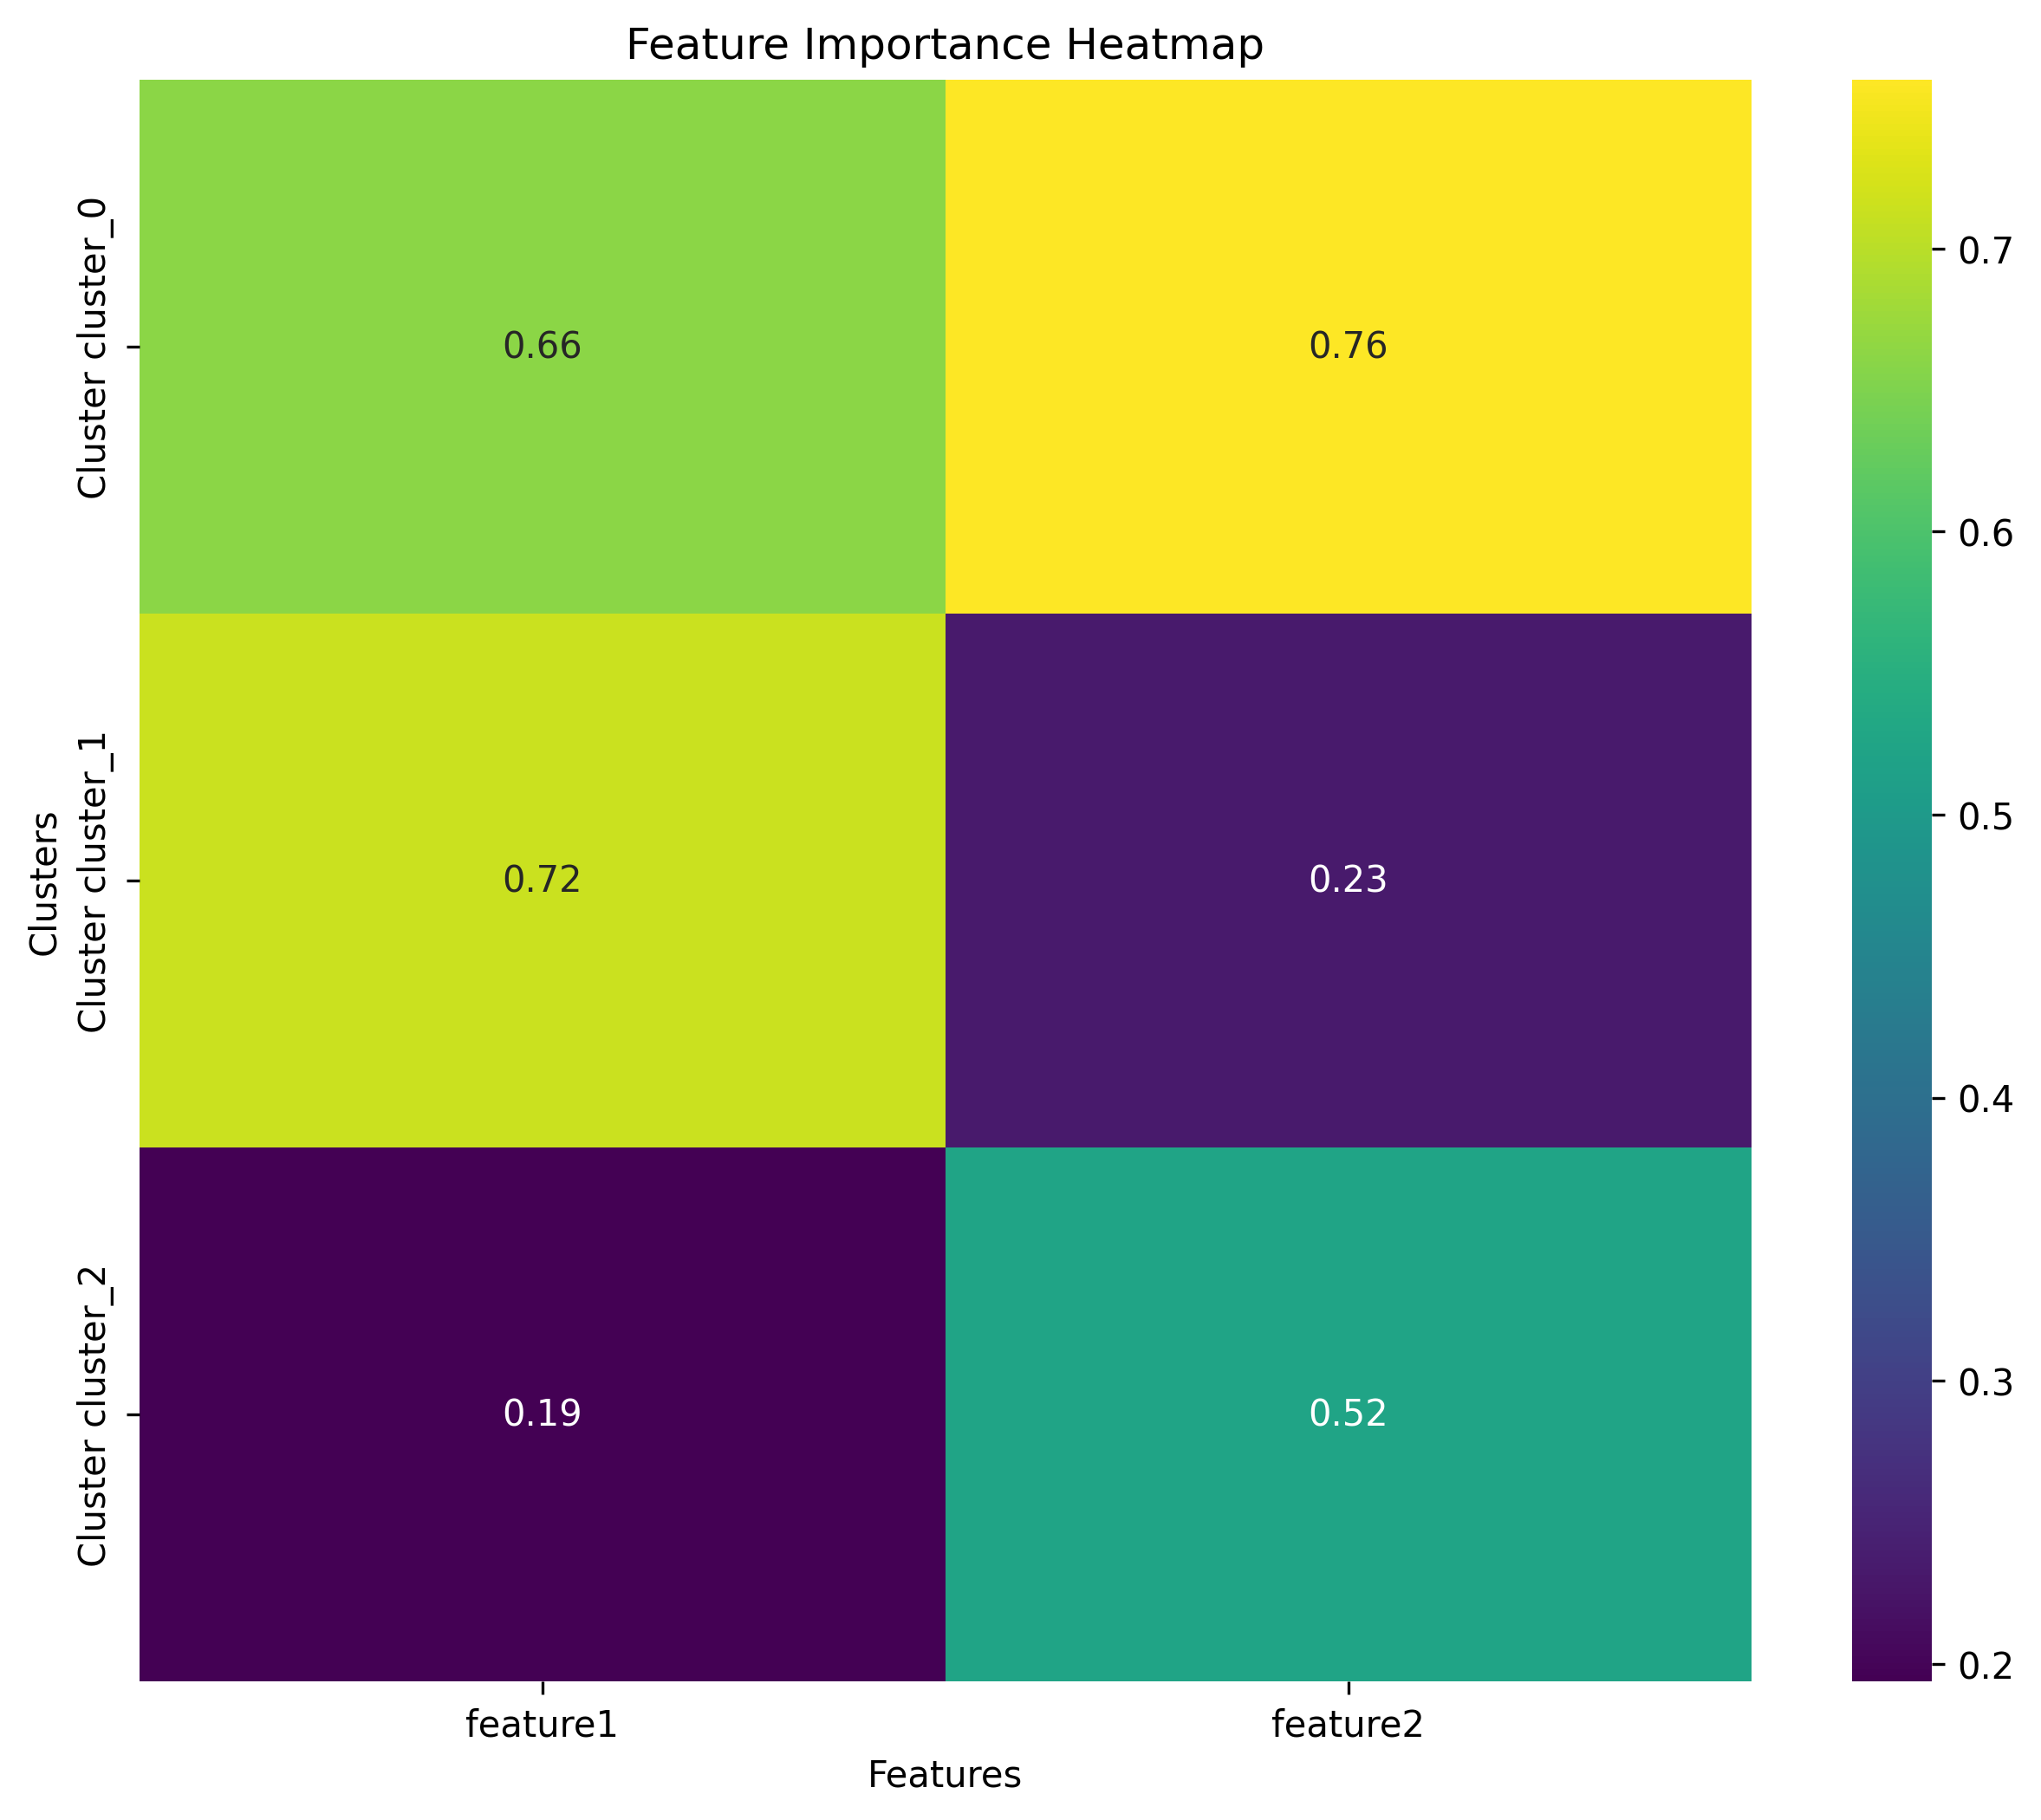 Feature Importance Heatmap
Clusters
Cluster cluster_0
0.66
0.76
Cluster cluster_1
0.72
0.23
Cluster cluster_2
0.19
0.52
feature1
feature2
Features
0.7
0.6
0.5
0.4
0.3
0.2